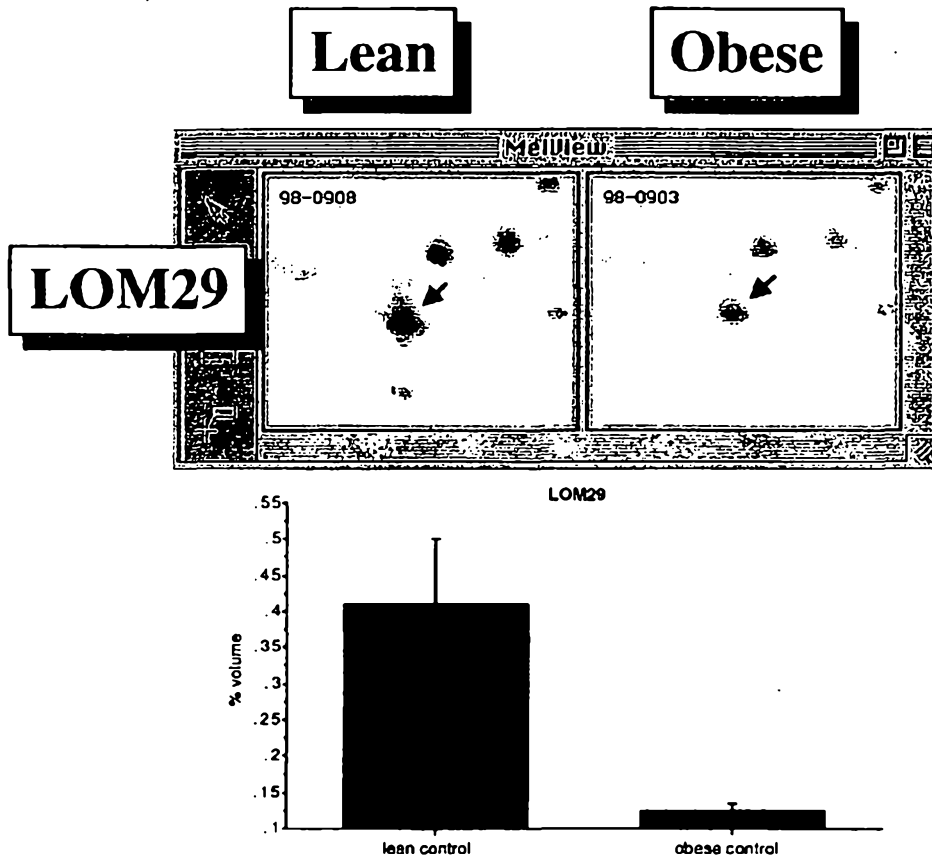 Lean
Obese
MelView
98-0908
98-0903
LOM29
LOM29
.55
.5
.45
.4
.35
.3
.25
.2
.15
.1
% volume
lean control
obese control